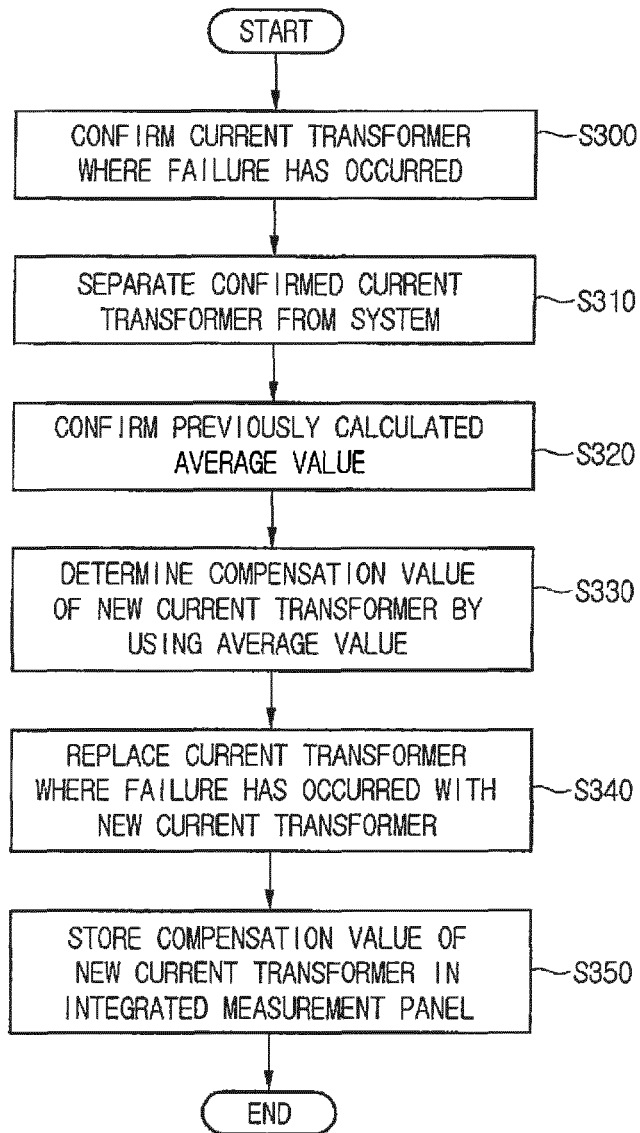 START
CONFIRM CURRENT TRANSFORMER
WHERE FAILURE HAS OCCURRED
S300
SEPARATE CONFIRMED CURRENT
TRANSFORMER FROM SYSTEM
S310
CONFIRM PREVIOUSLY CALCULATED
AVERAGE VALUE
S320
DETERMINE COMPENSATION VALUE
OF NEW CURRENT TRANSFORMER BY
USING AVERAGE VALUE
S330
REPLACE CURRENT TRANSFORMER
WHERE FAILURE HAS OCCURRED WITH
NEW CURRENT TRANSFORMER
S340
STORE COMPENSATION VALUE OF
NEW CURRENT TRANSFORMER IN
INTEGRATED MEASUREMENT PANEL
S350
END